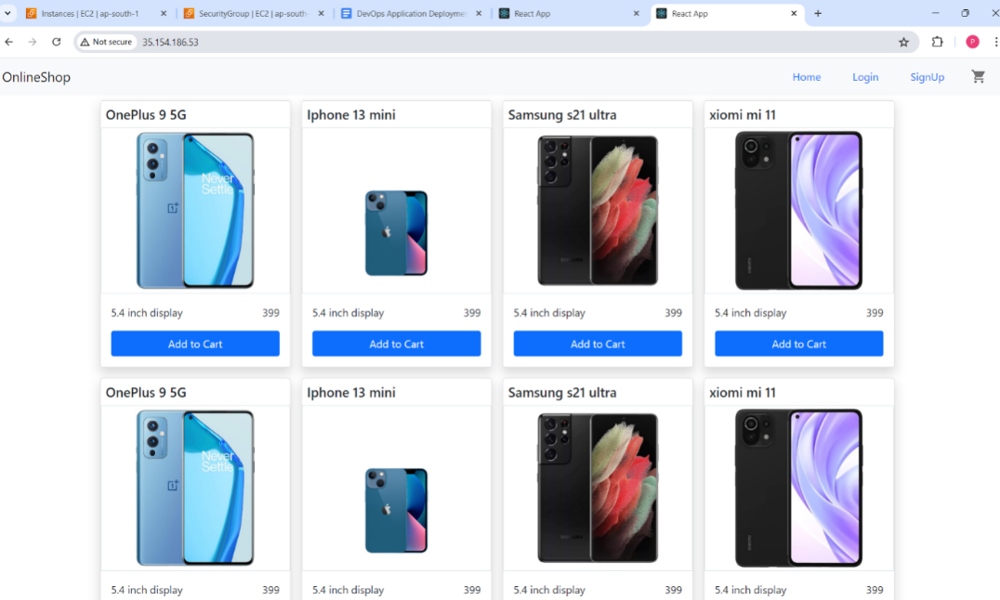 Instances | EC2 | ap-south-1
SecurityGroup | EC2 | ap-south-
DevOps Application Deployme
React App
React App
Not secure
35.154.186.53
P
OnlineShop
Home
Login
SignUp
OnePlus 9 5G
Iphone 13 mini
Samsung s21 ultra
xiomi mi 11
Never
Settle
5.4 inch display 399
5.4 inch display 399
5.4 inch display 399
5.4 inch display 399
Add to Cart
Add to Cart
Add to Cart
Add to Cart
OnePlus 9 5G
Iphone 13 mini
Samsung s21 ultra
xiomi mi 11
Never
Settle
5.4 inch display 399
5.4 inch display 399
5.4 inch display 399
5.4 inch display 399